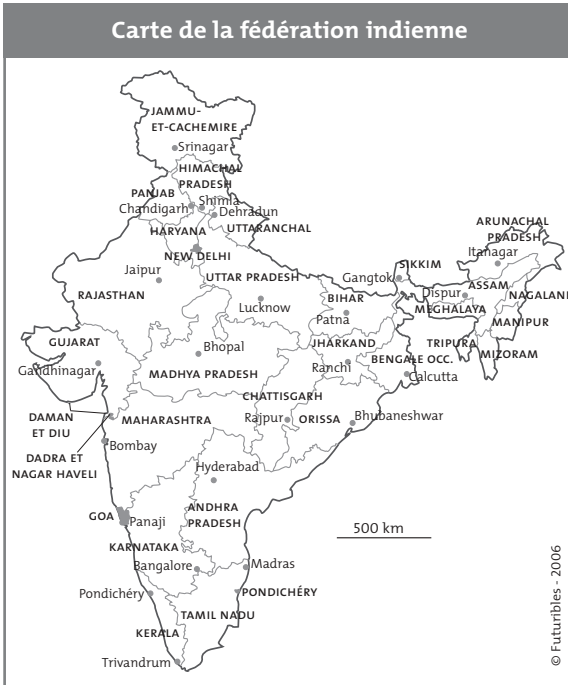 Carte de la fédération indienne
JAMMU-
ET-CACHEMIRE
Srinagar
HIMACHAL
PRADESH
PANJAB
Shimla
Chandigarh
Dehradun
UTTARANCHAL
HARYANA
NEW DELHI
ARUNACHAL
PRADESH
Itanagar
SIKKIM
Gangtok
Jaipur
UTTAR PRADESH
RAJASTHAN
Lucknow
BIHAR
Patna
Dispur
ASSAM
NAGALAN
MEGHALAYA
MANIPUR
GUJARAT
Gandhinagar
Bhopal
MADHYA PRADESH
JHARKAND
Ranchi
BENGALE OCC.
Calcutta
TRIPURA
MIZORAM
CHATTISGARH
DAMAN
ET DIU
MAHARASHTRA
Rajpur
ORISSA
Bhubaneshwar
Bombay
DADRA ET
NAGAR HAVELI
Hyderabad
GOA
Panaji
ANDHRA
PRADESH
500 km
KARNATAKA
Bangalore
Madras
Pondichéry
PONDICHÉRY
TAMIL NADU
KERALA
Trivandrum
© Futuribles - 2006